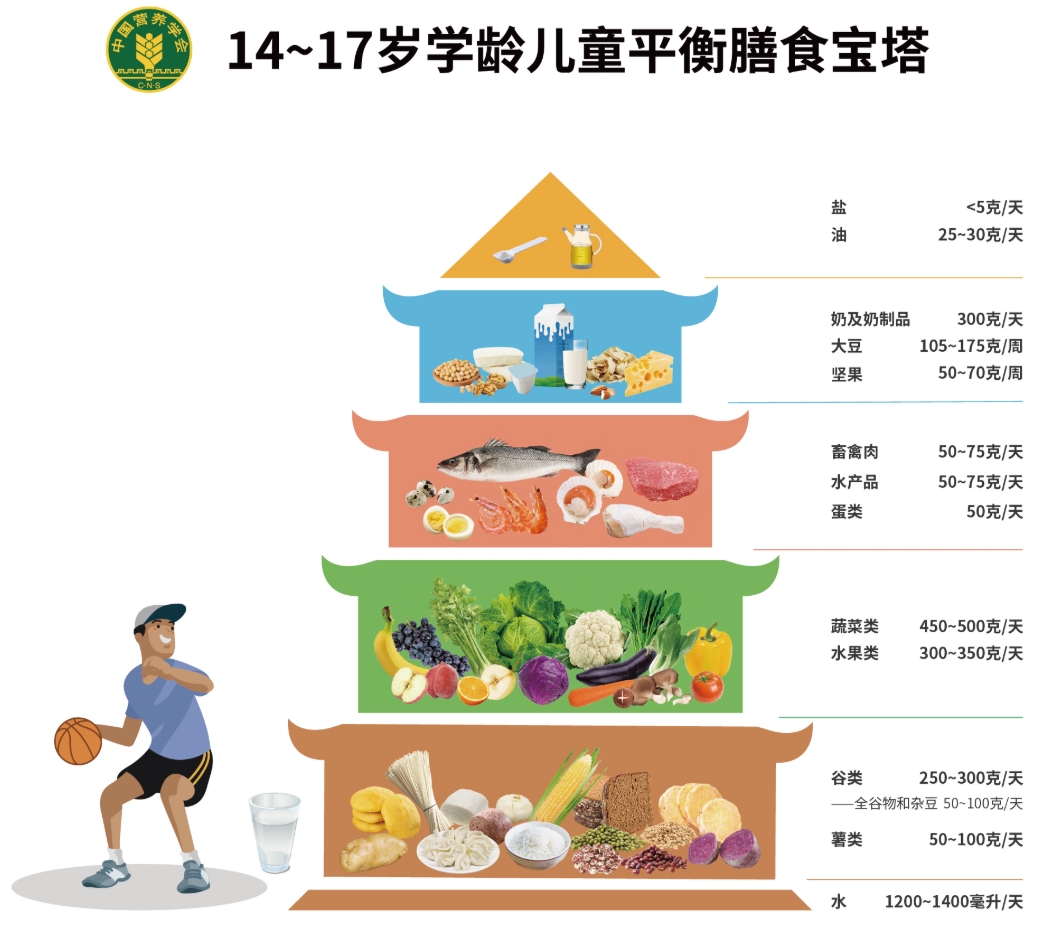 中国营养学会
C·N·S
14~17岁学龄儿童平衡膳食宝塔
盐 <5克/天
油 25~30克/天
奶及奶制品 300克/天
大豆 105~175克/周
坚果 50~70克/周
畜禽肉 50~75克/天
水产品 50~75克/天
蛋类 50克/天
蔬菜类 450~500克/天
水果类 300~350克/天
谷类 250~300克/天
——全谷物和杂豆 50~100克/天
薯类 50~100克/天
水 1200~1400毫升/天